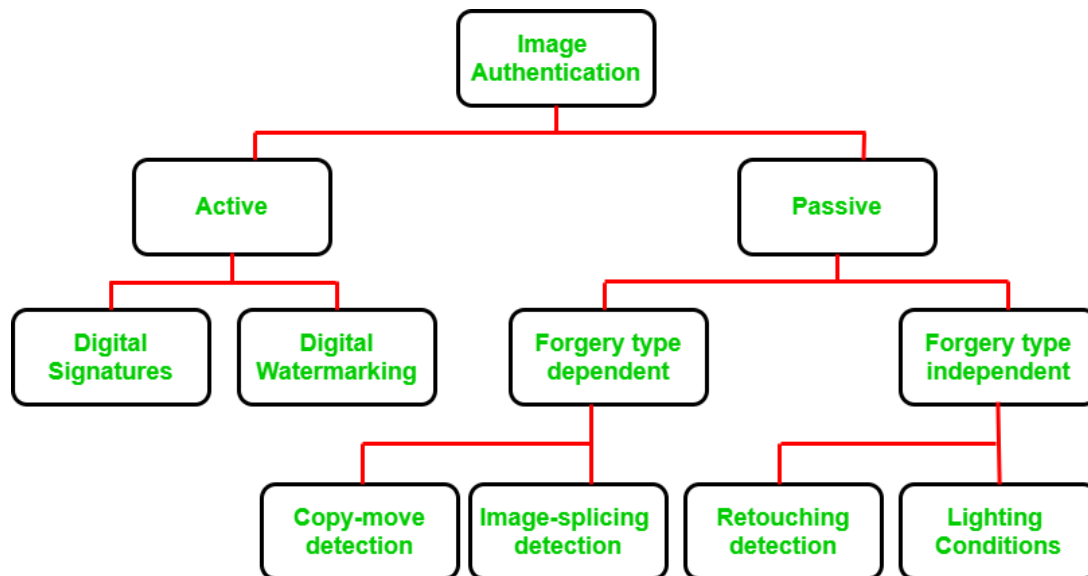 Image
Authentication
Active
Passive
Digital
Signatures
Digital
Watermarking
Forgery type
dependent
Forgery type
independent
Copy-move
detection
Image-splicing
detection
Retouching
detection
Lighting
Conditions